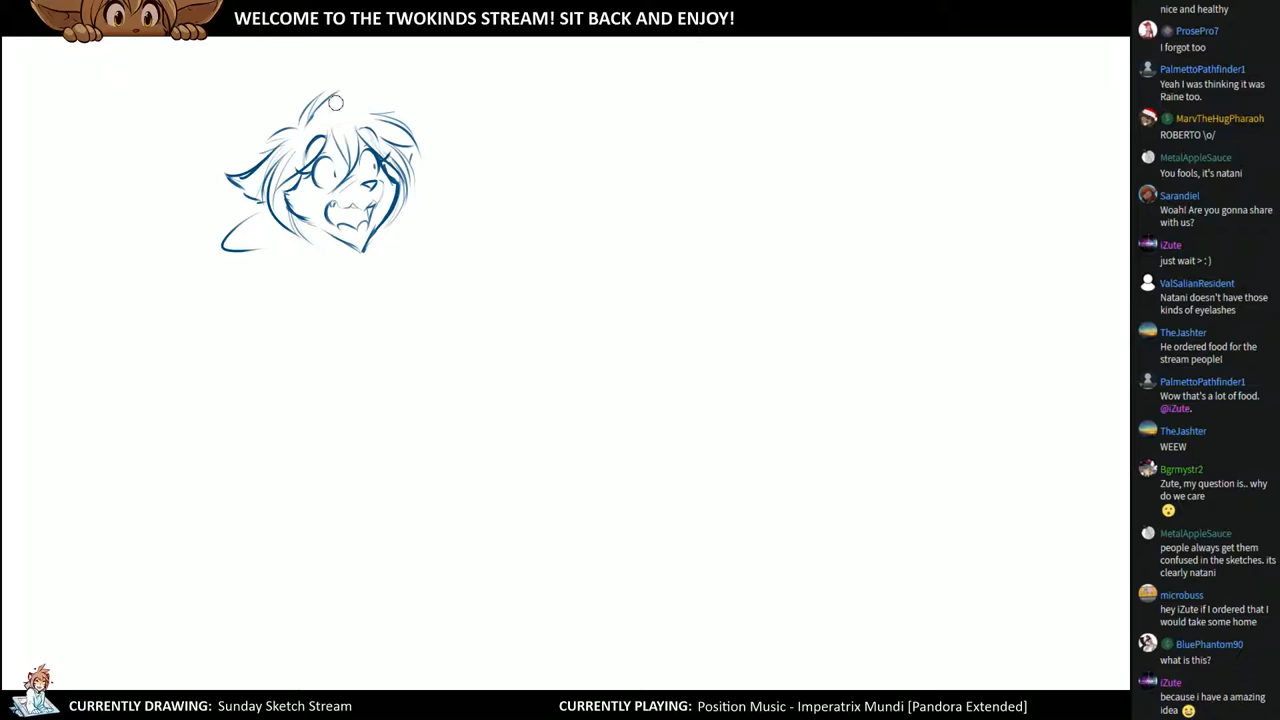 WELCOME TO THE TWOKINDS STREAM! SIT BACK AND ENJOY!
nice and healthy
ProsePro7
I forgot too
PalmettoPathfinder1
Yeah I was thinking it was
Raine too.
MarvTheHugPharaoh
ROBERTO \o/
MetalAppleSauce
You fools, it's natani
Sarandiel
Woah! Are you gonna share
with us?
iZute
just wait > : )
ValSalianResident
Natani doesn't have those
kinds of eyelashes
TheJashter
He ordered food for the
stream people!
PalmettoPathfinder1
Wow that's a lot of food.
@iZute.
TheJashter
WEEW
Bgrmystr2
Zute, my question is.. why
do we care
MetalAppleSauce
people always get them
confused in the sketches. its
clearly natani
microbuss
hey iZute if I ordered that I
would take some home
BluePhantom90
what is this?
iZute
because i have a amazing
idea
CURRENTLY DRAWING: Sunday Sketch Stream
CURRENTLY PLAYING: Position Music - Imperatrix Mundi [Pandora Extended]